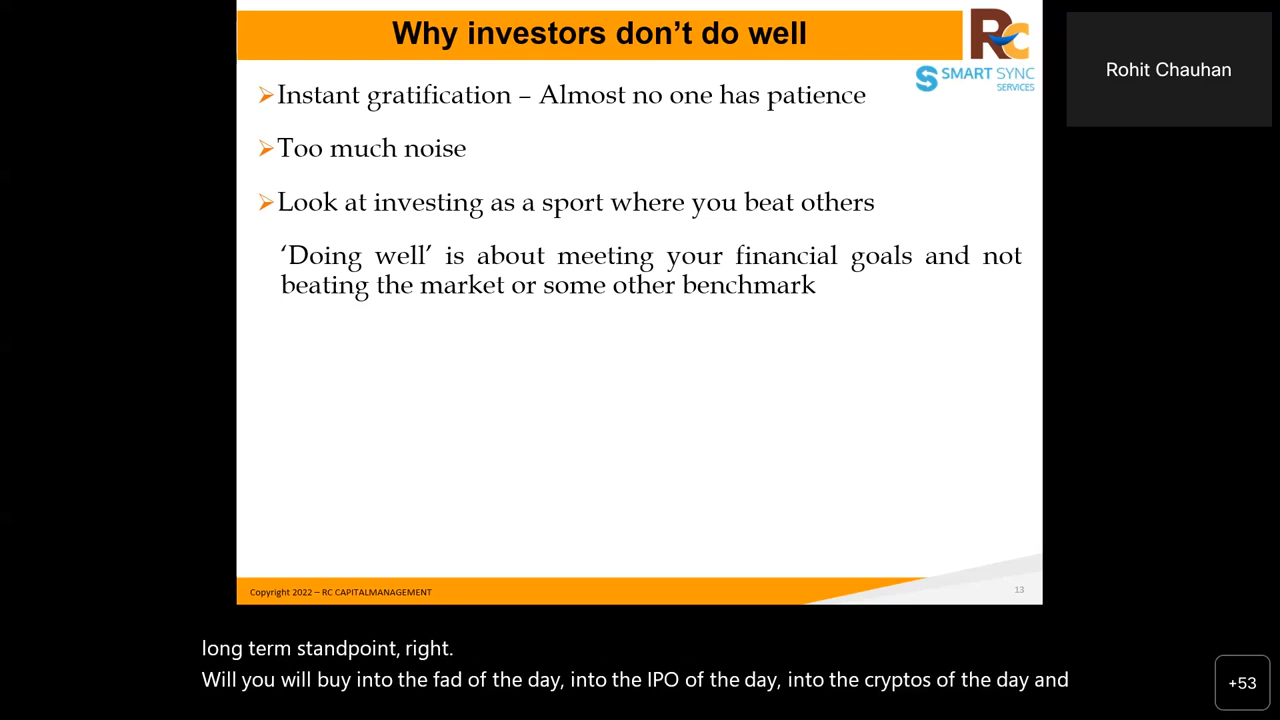 Why investors don't do well
RC
SMART SYNC
SERVICES
Rohit Chauhan
➢Instant gratification – Almost no one has patience
➢Too much noise
➢Look at investing as a sport where you beat others
‘Doing well’ is about meeting your financial goals and not
beating the market or some other benchmark
Copyright 2022 – RC CAPITALMANAGEMENT
13
long term standpoint, right.
Will you will buy into the fad of the day, into the IPO of the day, into the cryptos of the day and
+53